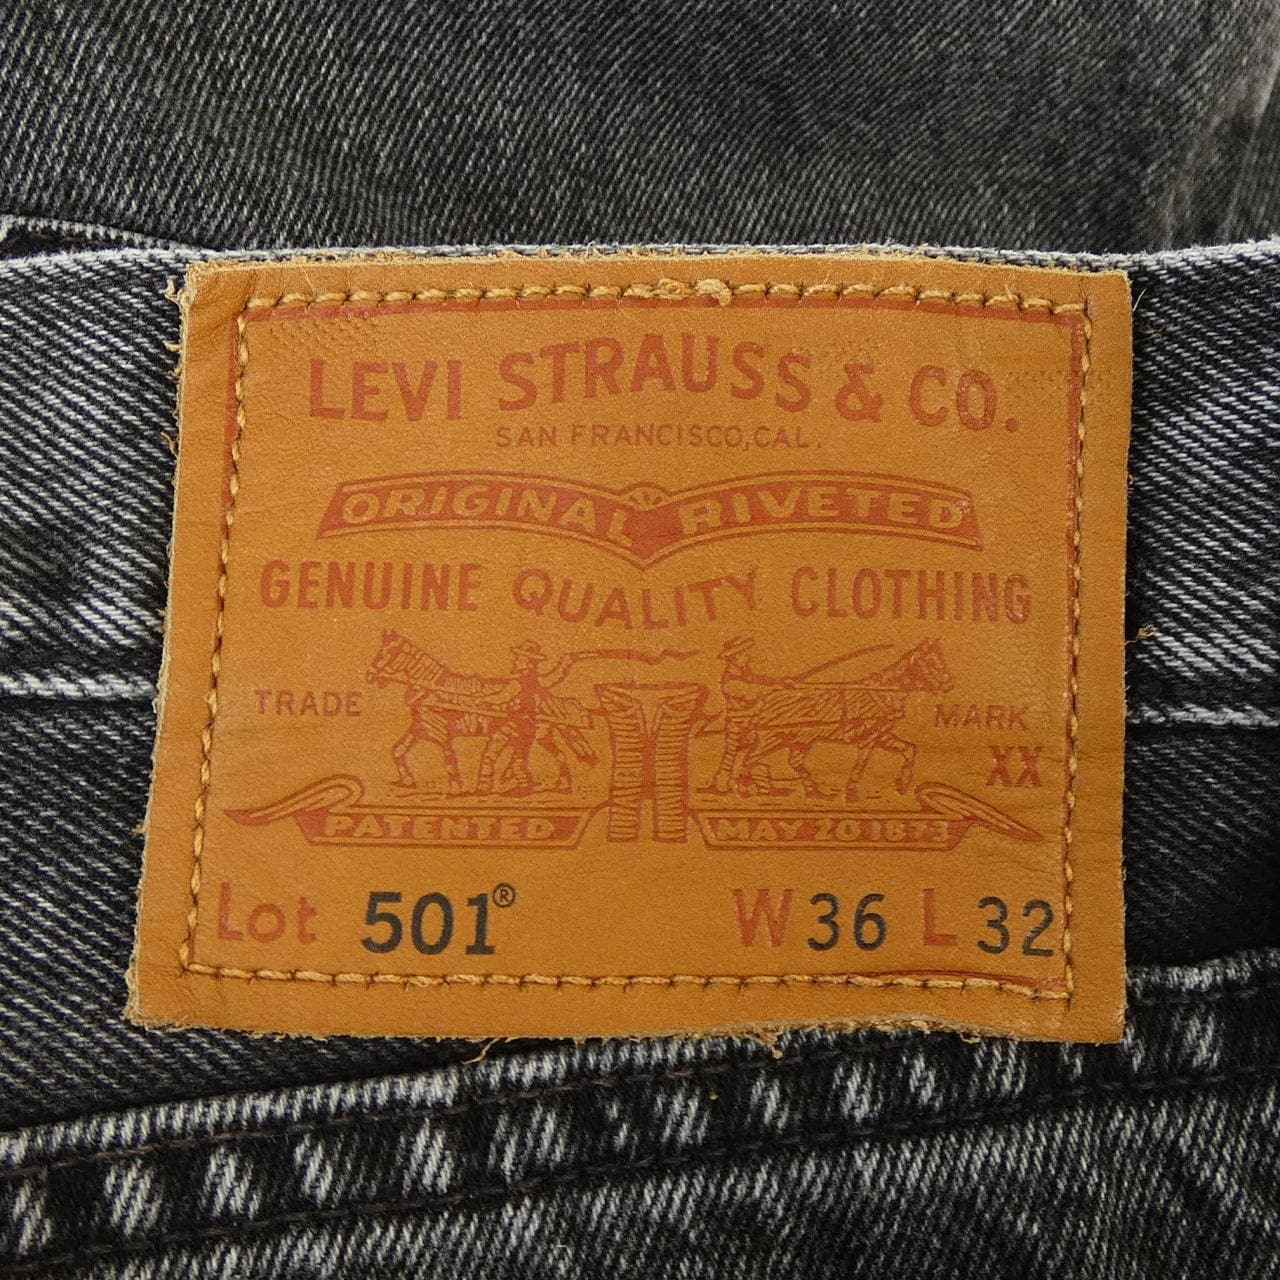 LEVI STRAUSS & CO.
SAN FRANCISCO, CAL.
ORIGINAL RIVETED
GENUINE QUALITY CLOTHING
TRADE MARK
XX
PATENTED MAY 20 1873
Lot 501® W 36 L 32